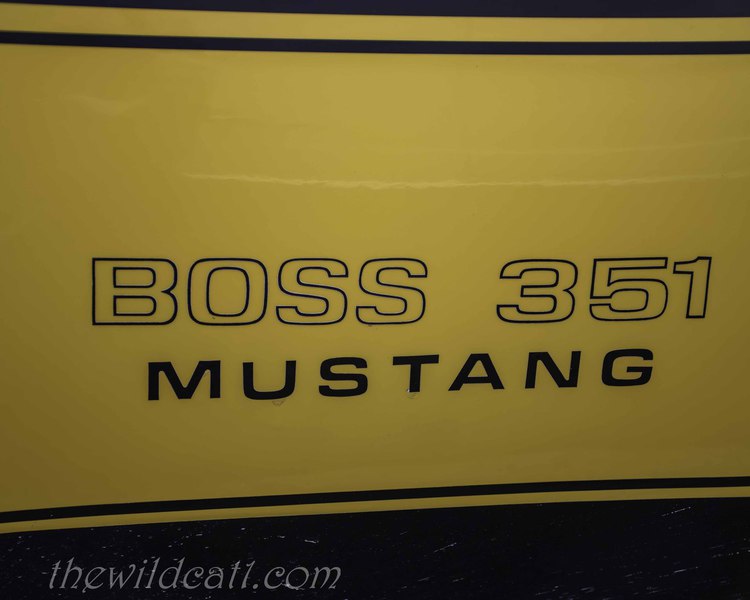 BOSS 351
MUSTANG
thewildcat1.com